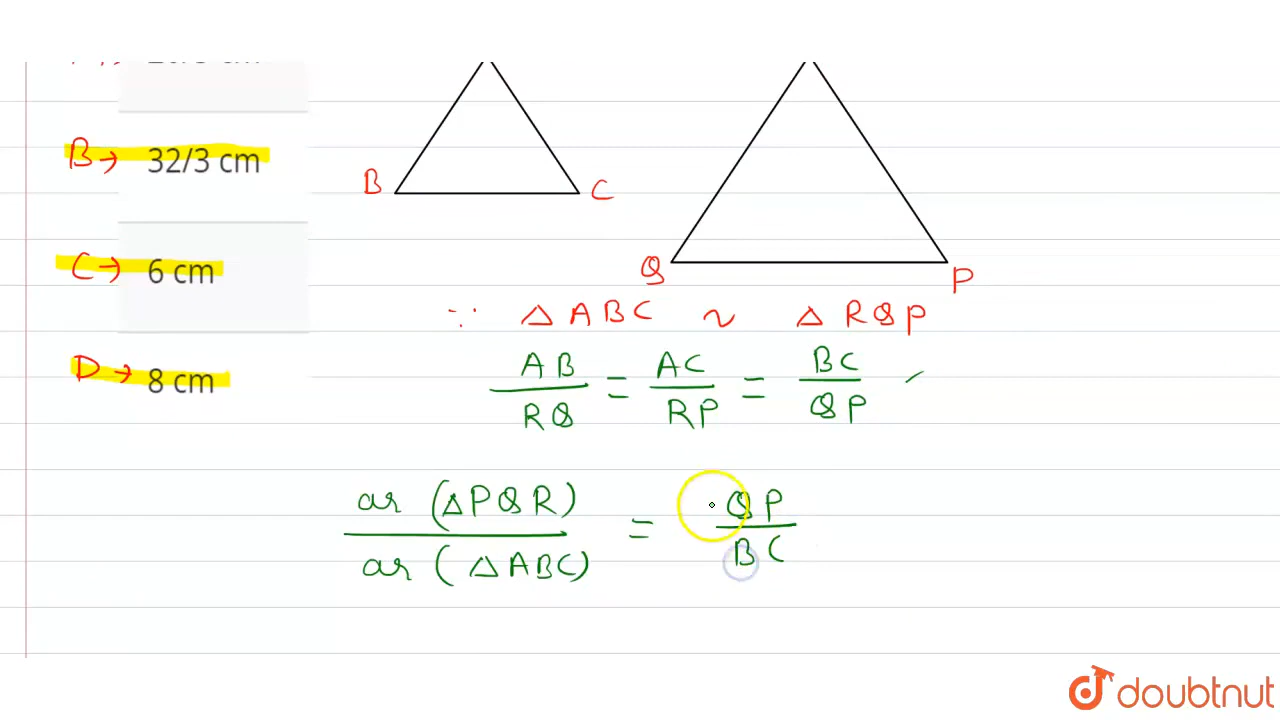 B→ 32/3 cm
C→ 6 cm
D→ 8 cm
B C
Q P
∵ △ABC ~ △RQP
AB/RQ = AC/RP = BC/QP
ar (△PQR)/ar (△ABC) = QP/BC
doubtnut